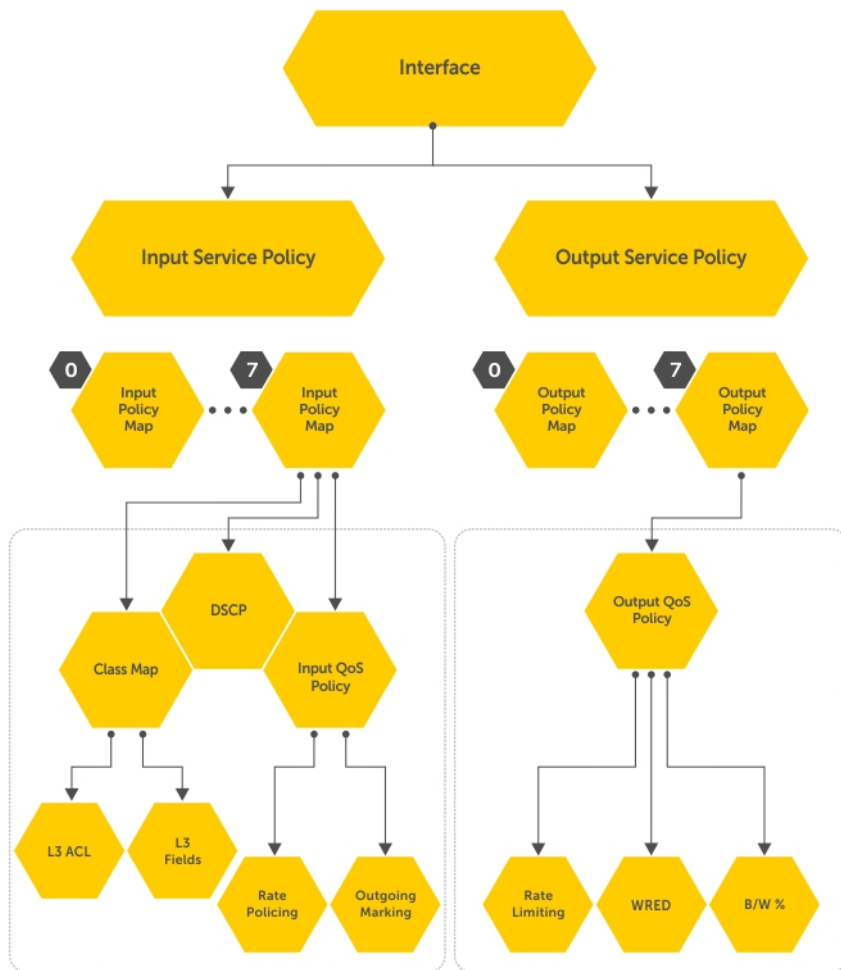 Interface
Input Service Policy
Output Service Policy
0
Input
Policy
Map
7
Input
Policy
Map
0
Output
Policy
Map
7
Output
Policy
Map
DSCP
Class Map
Input QoS
Policy
Output QoS
Policy
L3 ACL
L3
Fields
Rate
Policing
Outgoing
Marking
Rate
Limiting
WRED
B/W %